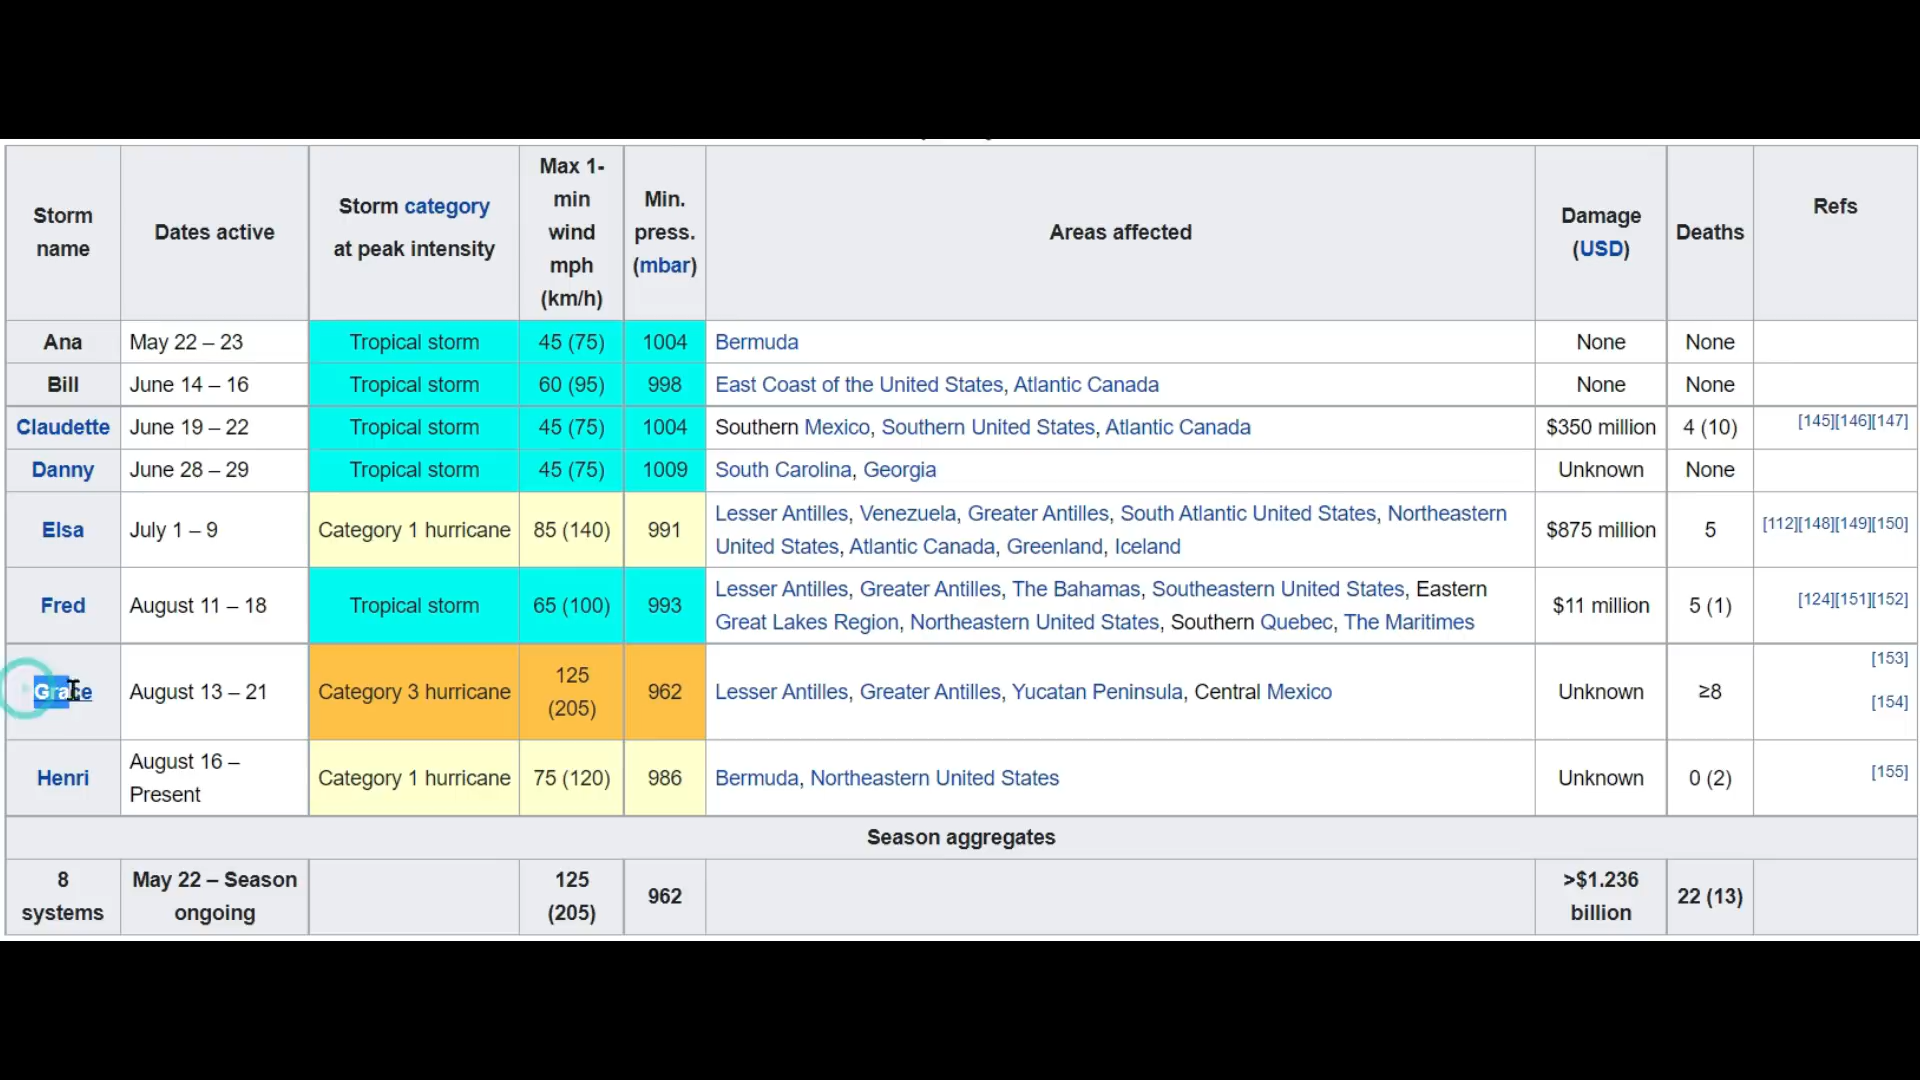 Storm name
Dates active
Storm category at peak intensity
Max 1-min wind mph (km/h)
Min. press. (mbar)
Areas affected
Damage (USD)
Deaths
Refs
Ana
May 22 – 23
Tropical storm
45 (75)
1004
Bermuda
None
None
Bill
June 14 – 16
Tropical storm
60 (95)
998
East Coast of the United States, Atlantic Canada
None
None
Claudette
June 19 – 22
Tropical storm
45 (75)
1004
Southern Mexico, Southern United States, Atlantic Canada
$350 million
4 (10)
[145][146][147]
Danny
June 28 – 29
Tropical storm
45 (75)
1009
South Carolina, Georgia
Unknown
None
Elsa
July 1 – 9
Category 1 hurricane
85 (140)
991
Lesser Antilles, Venezuela, Greater Antilles, South Atlantic United States, Northeastern
United States, Atlantic Canada, Greenland, Iceland
$875 million
5
[112][148][149][150]
Fred
August 11 – 18
Tropical storm
65 (100)
993
Lesser Antilles, Greater Antilles, The Bahamas, Southeastern United States, Eastern
Great Lakes Region, Northeastern United States, Southern Quebec, The Maritimes
$11 million
5 (1)
[124][151][152]
Grace
August 13 – 21
Category 3 hurricane
125
(205)
962
Lesser Antilles, Greater Antilles, Yucatan Peninsula, Central Mexico
Unknown
≥8
[153]
[154]
Henri
August 16 –
Present
Category 1 hurricane
75 (120)
986
Bermuda, Northeastern United States
Unknown
0 (2)
[155]
Season aggregates
8
systems
May 22 – Season
ongoing
125
(205)
962
>$1.236
billion
22 (13)